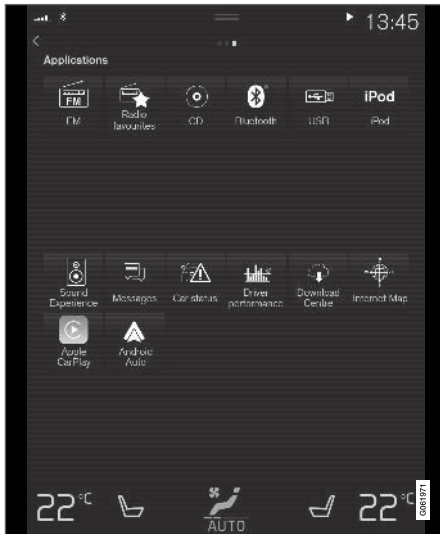 13:45
Applications
FM
FM
Radio
favourites
CD
Bluetooth
USB
iPod
iPod
Sound
Experience
Messages
Car status
Driver
performance
Download
Centre
Internet Map
Apple
CarPlay
Android
Auto
22°C
AUTO
22°C
G061971